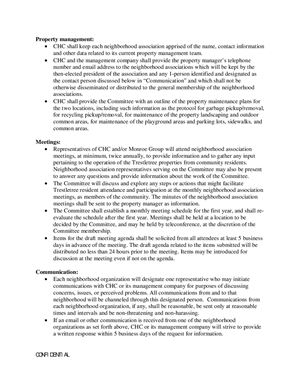 Property management:
• CHC shall keep each neighborhood association apprised of the name, contact information
and other data related to its current property management team.
• CHC and the management company shall provide the property manager's telephone
number and email address to the neighborhood associations which will be kept by the
then-elected president of the association and any 1-person identified and designated as
the contact person discussed below in "Communication" and which shall not be
otherwise disseminated or distributed to the general membership of the neighborhood
associations.
• CHC shall provide the Committee with an outline of the property maintenance plans for
the two locations, including such information as the protocol for garbage pickup/removal,
for recycling pickup/removal, for maintenance of the property landscaping and outdoor
common areas, for maintenance of the playground areas and parking lots, sidewalks, and
common areas.
Meetings:
• Representatives of CHC and/or Monroe Group will attend neighborhood association
meetings, at minimum, twice annually, to provide information and to gather any input
pertaining to the operation of the Trestletree properties from community residents.
Neighborhood association representatives serving on the Committee may also be present
to answer any questions and provide information about the work of the Committee.
• The Committee will discuss and explore any steps or actions that might facilitate
Trestletree resident attendance and participation at the monthly neighborhood association
meetings, as members of the community. The minutes of the neighborhood association
meetings shall be sent to the property manager as information.
• The Committee shall establish a monthly meeting schedule for the first year, and shall re-
evaluate the schedule after the first year. Meetings shall be held at a location to be
decided by the Committee, and may be held by teleconference, at the discretion of the
Committee membership.
• Items for the draft meeting agenda shall be solicited from all attendees at least 5 business
days in advance of the meeting. The draft agenda related to the items submitted will be
distributed no less than 24 hours prior to the meeting. Items may be introduced for
discussion at the meeting even if not on the agenda.
Communication:
• Each neighborhood organization will designate one representative who may initiate
communications with CHC or its management company for purposes of discussing
concerns, issues, or perceived problems. All communications from and to that
neighborhood will be channeled through this designated person. Communications from
each neighborhood organization, if any, shall be reasonable, be sent only at reasonable
times and intervals and be non-threatening and non-harassing.
• If an email or other communication is received from one of the neighborhood
organizations as set forth above, CHC or its management company will strive to provide
a written response within 5 business days of the request for information.
CONFIDENTIAL